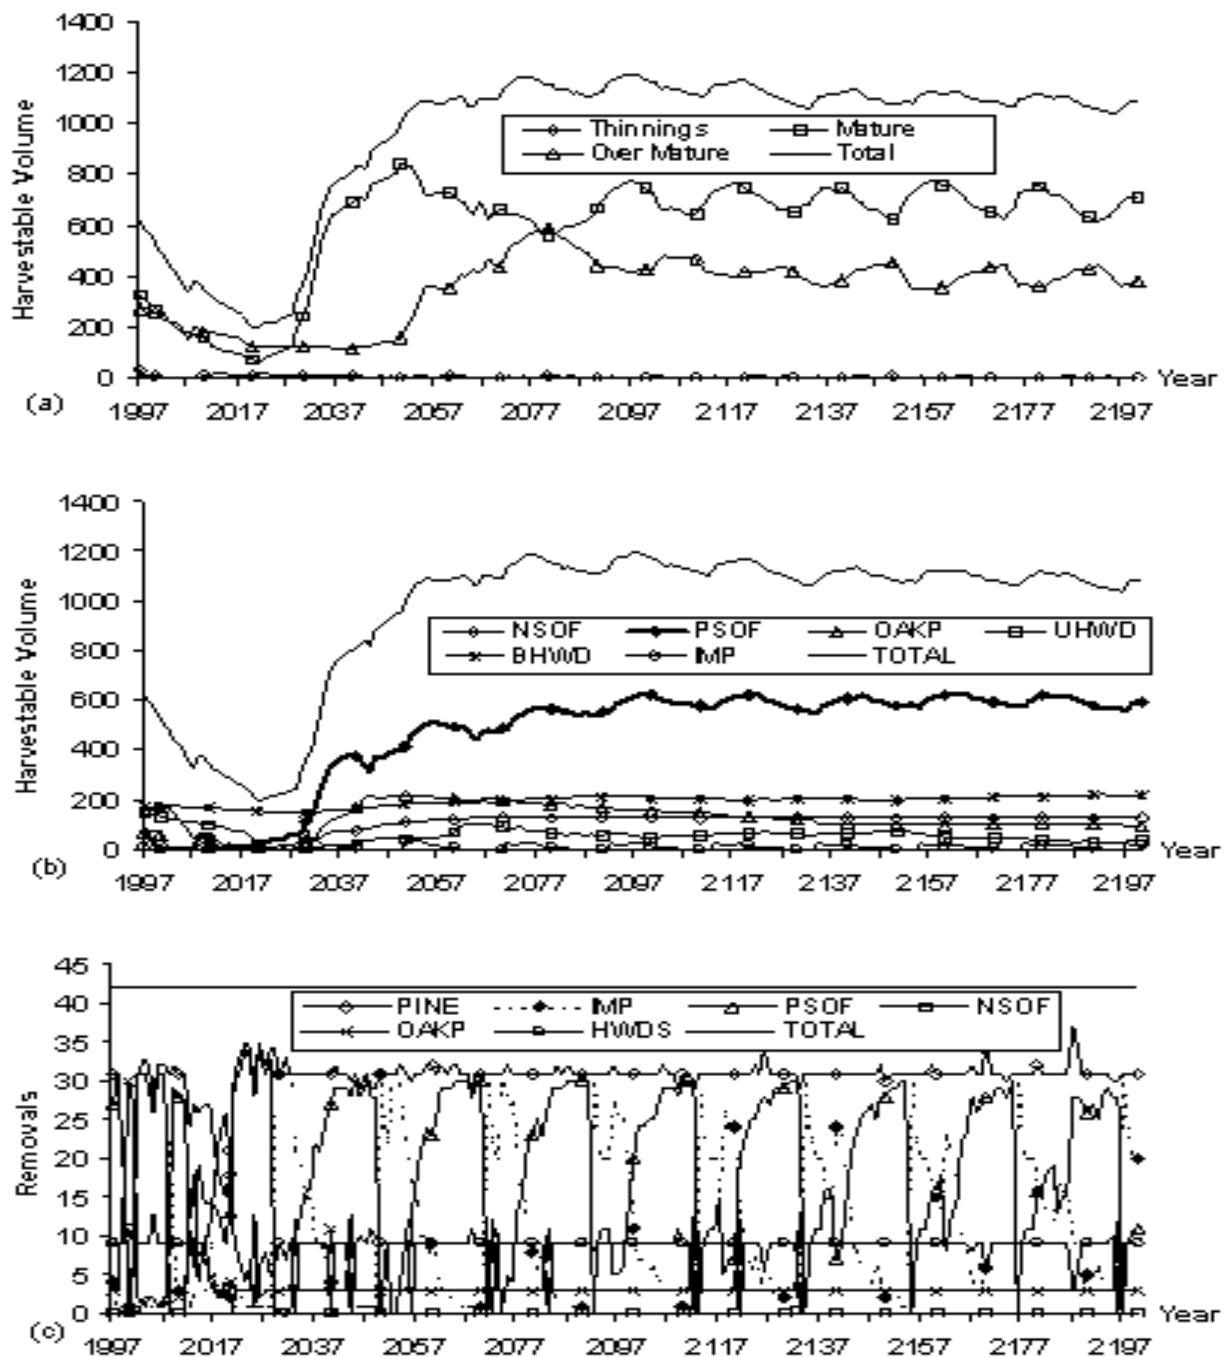 1400
1200
1000
800
600
400
200
0
Harvestable Volume
Thinnings Mature
Over Mature Total
Year
(a)
1997 2017 2037 2057 2077 2097 2117 2137 2157 2177 2197
1400
1200
1000
800
600
400
200
0
Harvestable Volume
NSOF PSOF OAKP UHWD
BHWD IMP TOTAL
Year
(b)
1997 2017 2037 2057 2077 2097 2117 2137 2157 2177 2197
45
40
35
30
25
20
15
10
5
0
Removals
PINE IMP PSOF NSOF
OAKP HWDS TOTAL
Year
(c)
1997 2017 2037 2057 2077 2097 2117 2137 2157 2177 2197